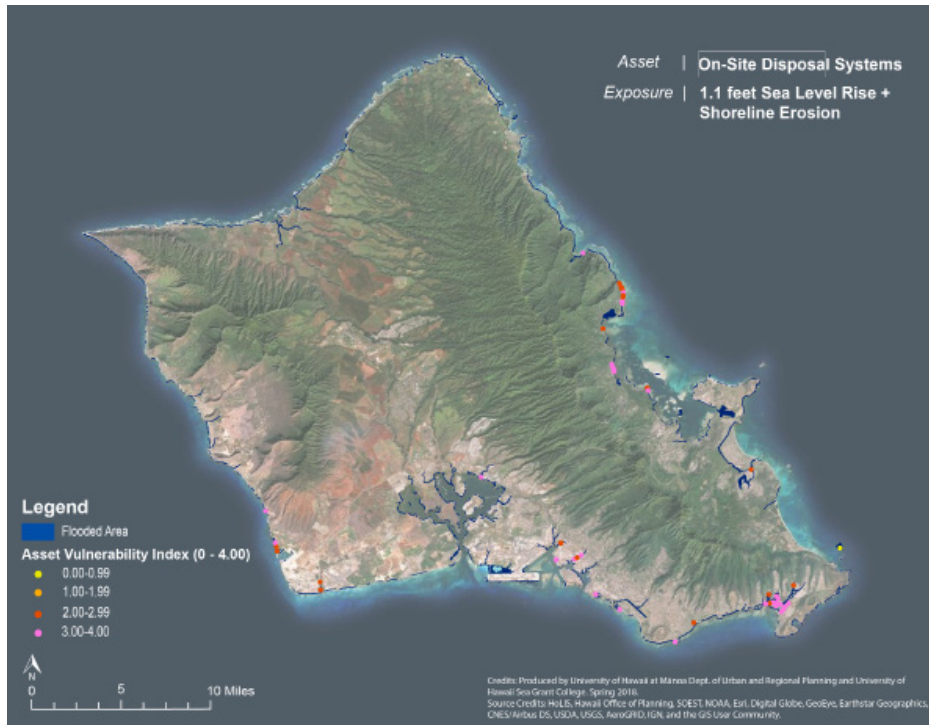 Asset | On-Site Disposal Systems
Exposure | 1.1 feet Sea Level Rise +
Shoreline Erosion
Legend
Flooded Area
Asset Vulnerability Index (0 - 4.00)
0.00-0.99
1.00-1.99
2.00-2.99
3.00-4.00
N
0 5 10 Miles
Credits: Produced by University of Hawaii at Mānoa Dept. of Urban and Regional Planning and University of
Hawaii Sea Grant College. Spring 2018.
Source Credits: HoLIS, Hawaii Office of Planning, SOEST, NOAA, Esri, Digital Globe, GeoEye, Earthstar Geographics,
CNES/Airbus DS, USDA, USGS, AeroGRID, IGN, and the GIS User Community.